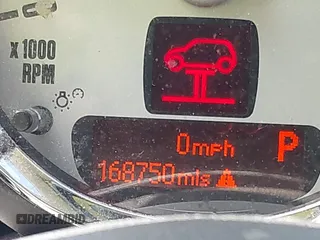 x 1000
RPM
0mph P
168750mls
DREAMBID